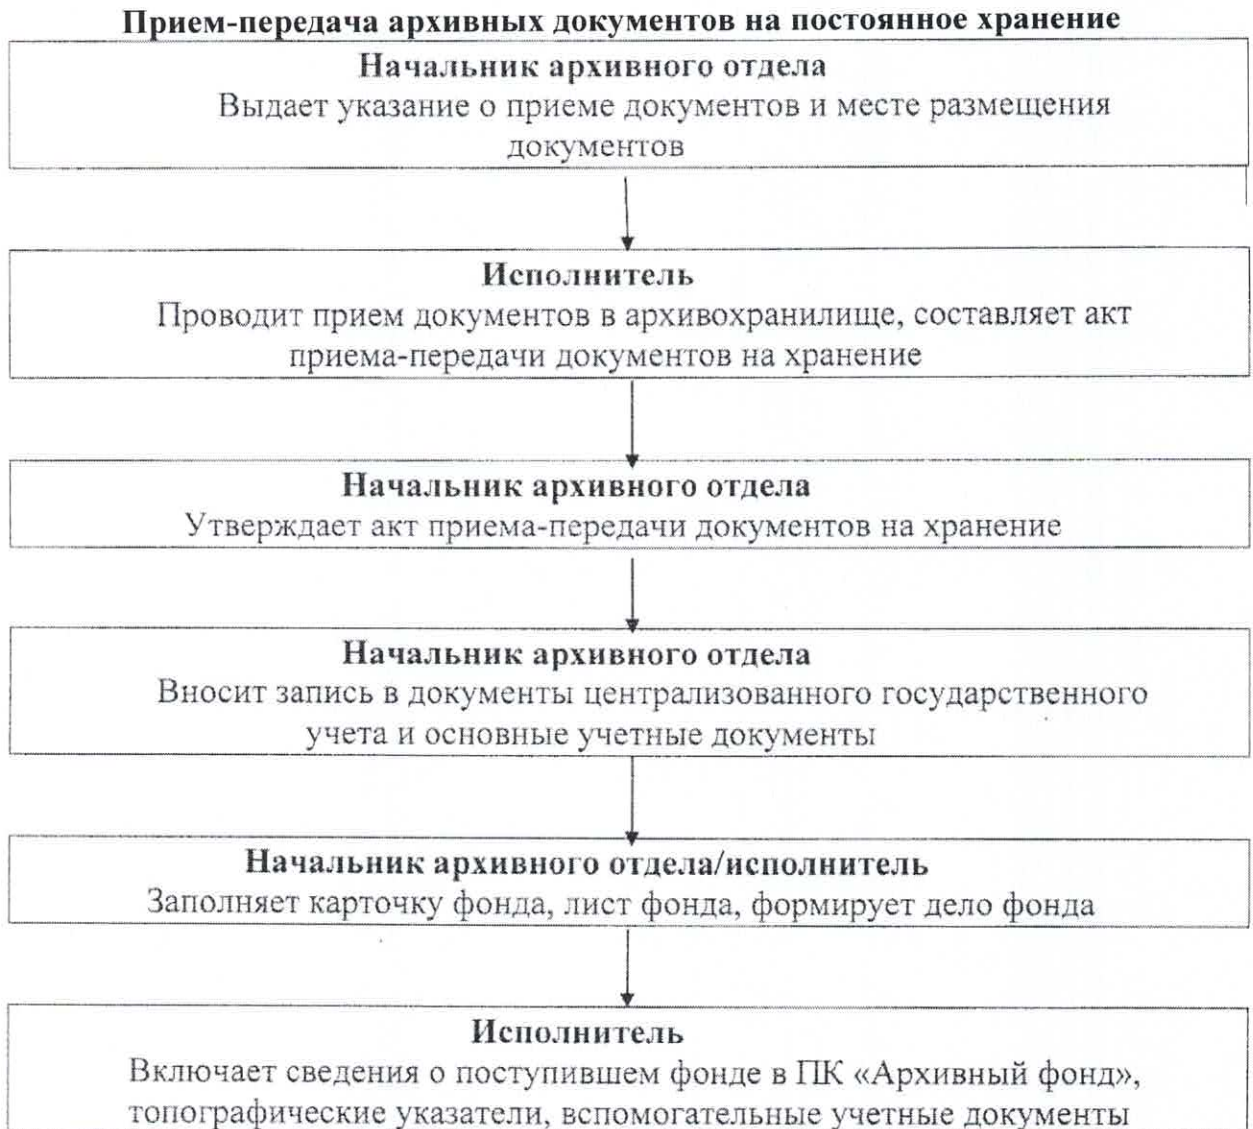 Прием-передача архивных документов на постоянное хранение
Начальник архивного отдела
Выдает указание о приеме документов и месте размещения
документов
Исполнитель
Проводит прием документов в архивохранилище, составляет акт
приема-передачи документов на хранение
Начальник архивного отдела
Утверждает акт приема-передачи документов на хранение
Начальник архивного отдела
Вносит запись в документы централизованного государственного
учета и основные учетные документы
Начальник архивного отдела/исполнитель
Заполняет карточку фонда, лист фонда, формирует дело фонда
Исполнитель
Включает сведения о поступившем фонде в ПК «Архивный фонд»,
топографические указатели, вспомогательные учетные документы